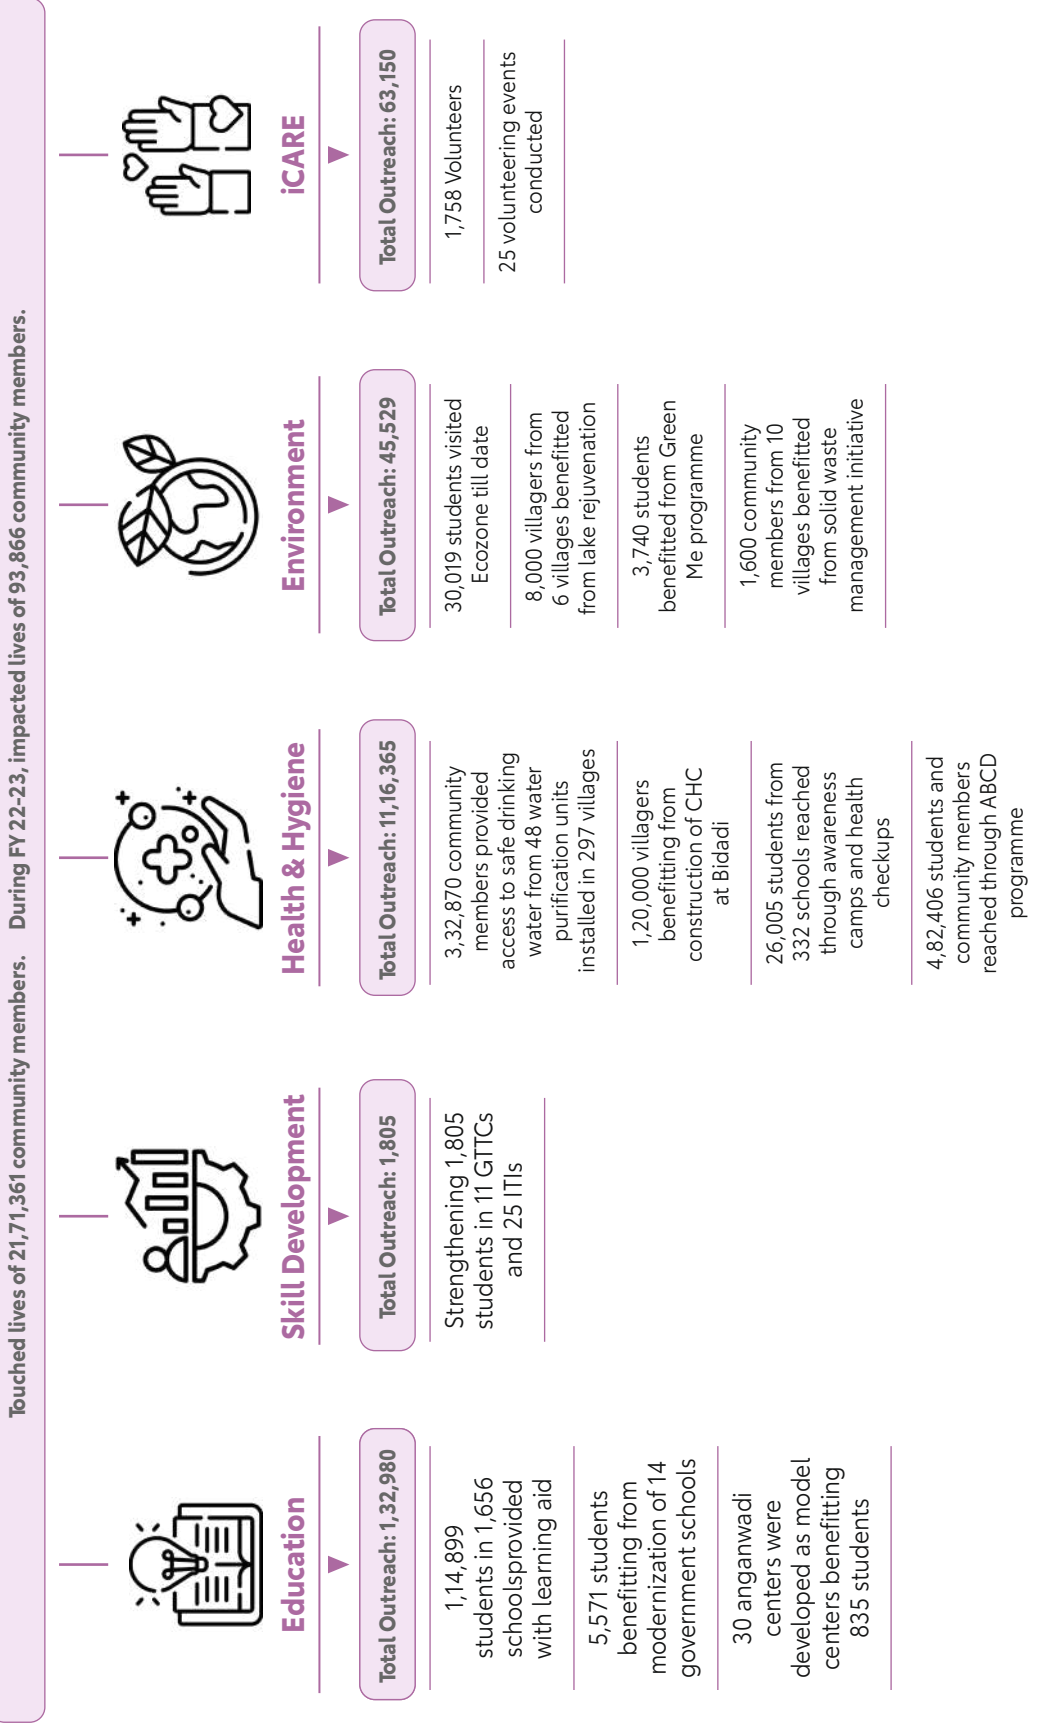 Touched lives of 21,71,361 community members. During FY 22-23, impacted lives of 93,866 community members.
Education
Total Outreach: 1,32,980
1,14,899
students in 1,656
schoolsprovided
with learning aid
5,571 students
benefitting from
modernization of 14
government schools
30 anganwadi
centers were
developed as model
centers benefitting
835 students
Skill Development
Total Outreach: 1,805
Strengthening 1,805
students in 11 GTTCs
and 25 ITIs
Health & Hygiene
Total Outreach: 11,16,365
3,32,870 community
members provided
access to safe drinking
water from 48 water
purification units
installed in 297 villages
1,20,000 villagers
benefitting from
construction of CHC
at Bidadi
26,005 students from
332 schools reached
through awareness
camps and health
checkups
4,82,406 students and
community members
reached through ABCD
programme
Environment
Total Outreach: 45,529
30,019 students visited
Ecozone till date
8,000 villagers from
6 villages benefitted
from lake rejuvenation
3,740 students
benefitted from Green
Me programme
1,600 community
members from 10
villages benefitted
from solid waste
management initiative
iCARE
Total Outreach: 63,150
1,758 Volunteers
25 volunteering events
conducted